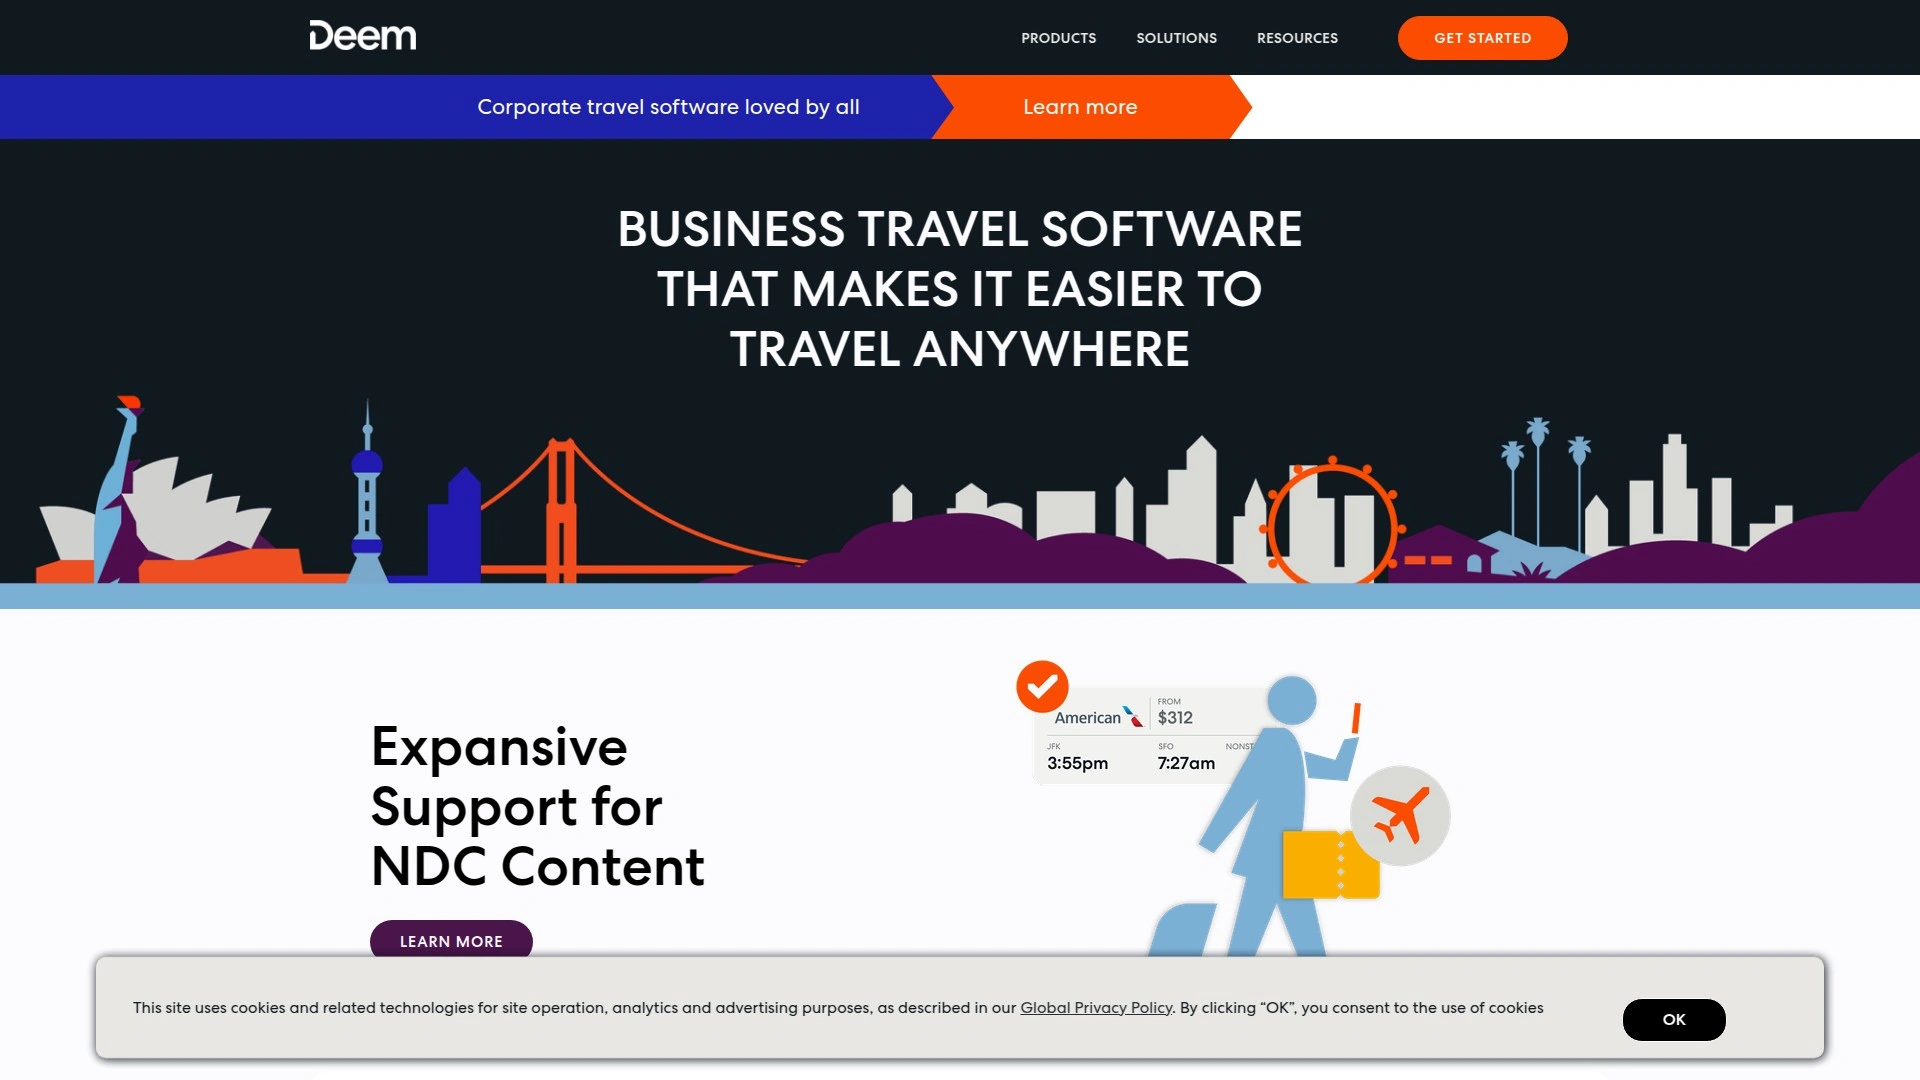 Deem
PRODUCTS
SOLUTIONS
RESOURCES
GET STARTED
Corporate travel software loved by all
Learn more
BUSINESS TRAVEL SOFTWARE
THAT MAKES IT EASIER TO
TRAVEL ANYWHERE
Expansive
Support for
NDC Content
LEARN MORE
American
FROM
$312
JFK
3:55pm
SFO
7:27am
NONST
This site uses cookies and related technologies for site operation, analytics and advertising purposes, as described in our Global Privacy Policy. By clicking “OK”, you consent to the use of cookies
OK